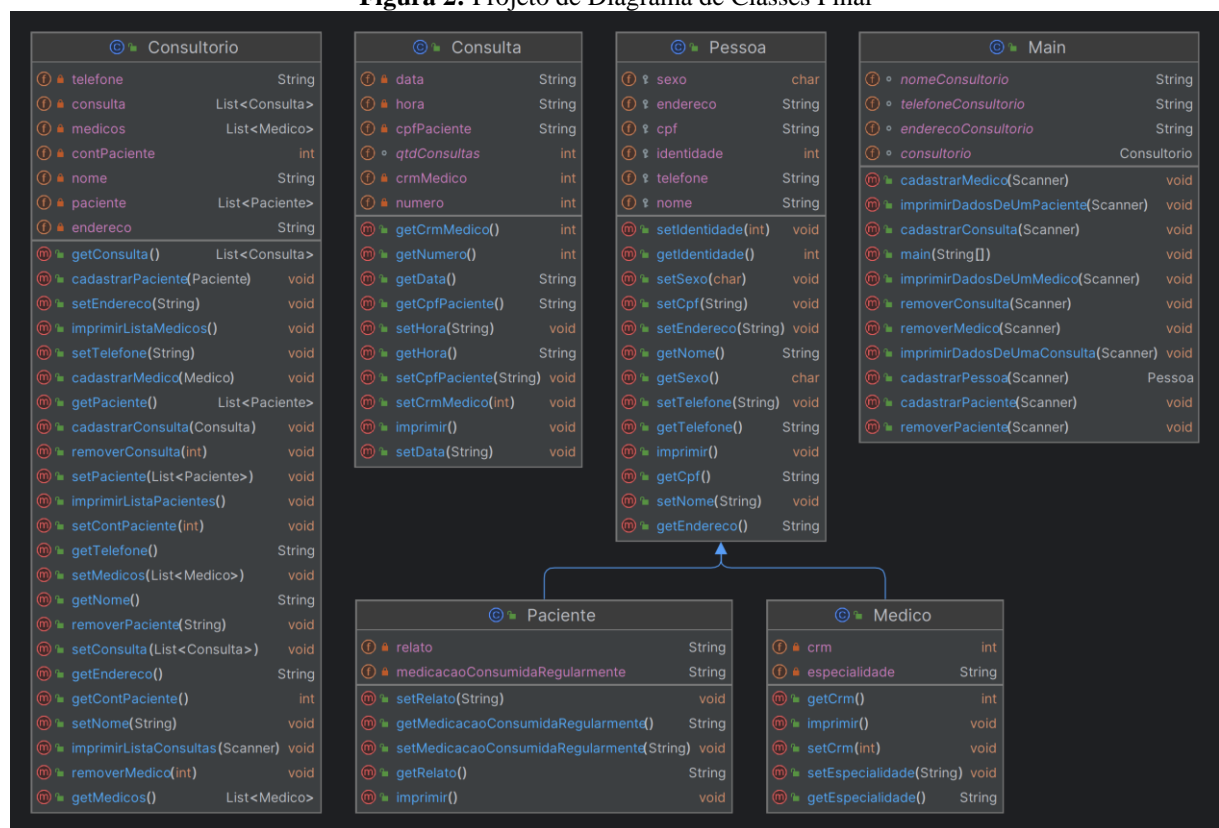 Figura 2: Projeto de Diagrama de Classes Final
Consultorio
telefone String
consulta List<Consulta>
medicos List<Medico>
contPaciente int
nome String
paciente List<Paciente>
endereco String
getConsulta() List<Consulta>
cadastrarPaciente(Paciente) void
setEndereco(String) void
imprimirListaMedicos() void
setTelefone(String) void
cadastrarMedico(Medico) void
getPaciente() List<Paciente>
cadastrarConsulta(Consulta) void
removerConsulta(int) void
setPaciente(List<Paciente>) void
imprimirListaPacientes() void
setContPaciente(int) void
getTelefone() String
setMedicos(List<Medico>) void
getNome() String
removerPaciente(String) void
setConsulta(List<Consulta>) void
getEndereco() String
getContPaciente() int
setNome(String) void
imprimirListaConsultas(Scanner) void
removerMedico(int) void
getMedicos() List<Medico>
Consulta
data String
hora String
cpfPaciente String
qtdConsultas int
crmMedico int
numero int
getCrmMedico() int
getNumero() int
getData() String
getCpfPaciente() String
setHora(String) void
getHora() String
setCpfPaciente(String) void
setCrmMedico(int) void
imprimir() void
setData(String) void
Pessoa
sexo char
endereco String
cpf String
identidade int
telefone String
nome String
setIdentidade(int) void
getIdentidade() int
setSexo(char) void
setCpf(String) void
setEndereco(String) void
getNome() String
getSexo() char
setTelefone(String) void
getTelefone() String
imprimir() void
getCpf() String
setNome(String) void
getEndereco() String
Main
nomeConsultorio String
telefoneConsultorio String
enderecoConsultorio String
consultorio Consultorio
cadastrarMedico(Scanner) void
imprimirDadosDeUmPaciente(Scanner) void
cadastrarConsulta(Scanner) void
main(String[]) void
imprimirDadosDeUmMedico(Scanner) void
removerConsulta(Scanner) void
removerMedico(Scanner) void
imprimirDadosDeUmaConsulta(Scanner) void
cadastrarPessoa(Scanner) Pessoa
cadastrarPaciente(Scanner) void
removerPaciente(Scanner) void
Paciente
relato String
medicacaoConsumidaRegularmente String
setRelato(String) void
getMedicacaoConsumidaRegularmente() String
setMedicacaoConsumidaRegularmente(String) void
getRelato() String
imprimir() void
Medico
crm int
especialidade String
getCrm() int
imprimir() void
setCrm(int) void
setEspecialidade(String) void
getEspecialidade() String